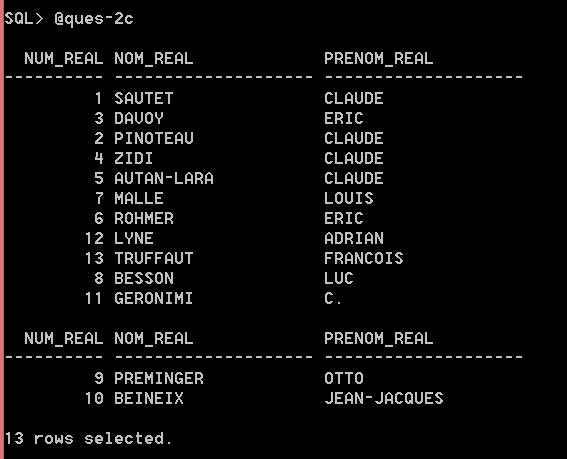 SQL> @ques-2c
  NUM_REAL NOM_REAL             PRENOM_REAL
---------- -------------------- --------------------
         1 SAUTET               CLAUDE
         3 DAVOY                ERIC
         2 PINOTEAU             CLAUDE
         4 ZIDI                 CLAUDE
         5 AUTAN-LARA           CLAUDE
         7 MALLE                LOUIS
         6 ROHMER               ERIC
        12 LYNE                 ADRIAN
        13 TRUFFAUT             FRANCOIS
         8 BESSON               LUC
        11 GERONIMI             C.
  NUM_REAL NOM_REAL             PRENOM_REAL
---------- -------------------- --------------------
         9 PREMINGER            OTTO
        10 BEINEIX              JEAN-JACQUES
13 rows selected.